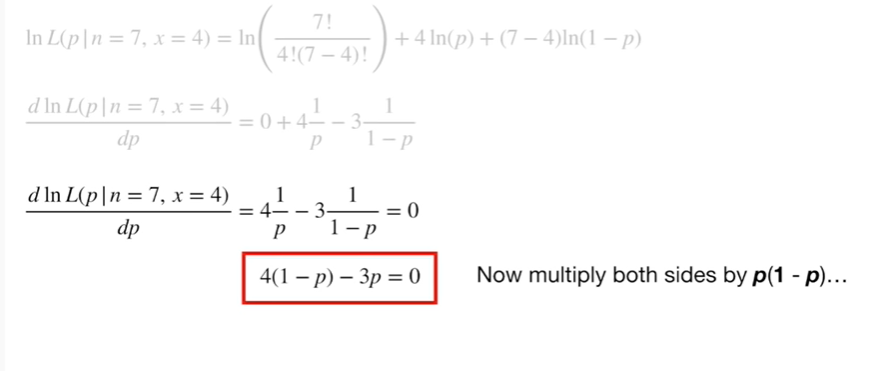 ln L(p | n = 7, x = 4) = ln( 7! / 4!(7 − 4)! ) + 4 ln(p) + (7 − 4)ln(1 − p)
d ln L(p | n = 7, x = 4) / dp = 0 + 4 1/p − 3 1/(1 − p)
d ln L(p | n = 7, x = 4) / dp = 4 1/p − 3 1/(1 − p) = 0
4(1 − p) − 3p = 0 Now multiply both sides by p(1 - p)…